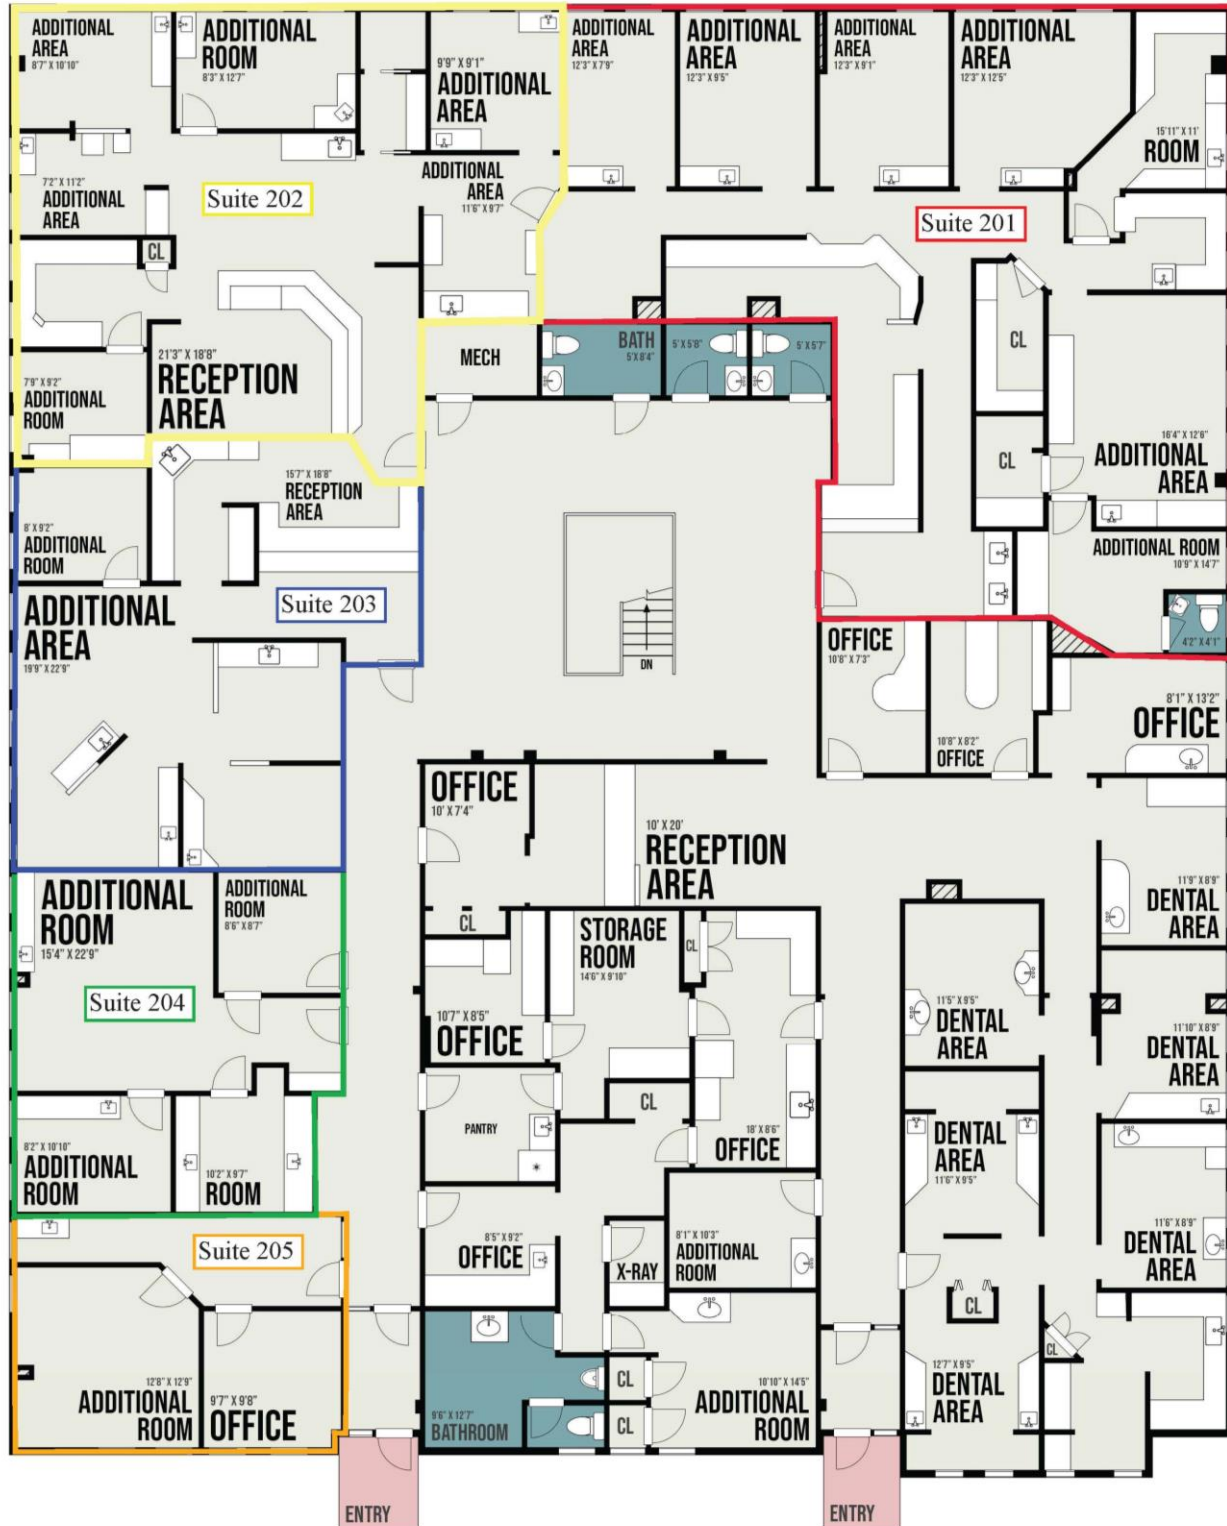 ADDITIONAL
AREA
8'7" X 10'10"
ADDITIONAL
ROOM
8'3" X 12'7"
9'9" X 9'1"
ADDITIONAL
AREA
ADDITIONAL
AREA
12'3" X 7'9"
ADDITIONAL
AREA
12'3" X 9'5"
ADDITIONAL
AREA
12'3" X 9'1"
ADDITIONAL
AREA
12'3" X 12'5"
15'11" X 11'
ROOM
7'2" X 11'2"
ADDITIONAL
AREA
Suite 202
ADDITIONAL
AREA
11'6" X 9'7"
Suite 201
CL
21'3" X 18'8"
RECEPTION
AREA
MECH
BATH
5' X 8'4"
5' X 5'8"
5' X 5'7"
CL
7'9" X 9'2"
ADDITIONAL
ROOM
CL
16'4" X 12'6"
ADDITIONAL
AREA
15'7" X 18'8"
RECEPTION
AREA
8' X 9'2"
ADDITIONAL
ROOM
ADDITIONAL ROOM
10'9" X 14'7"
Suite 203
ADDITIONAL
AREA
19'9" X 22'9"
DN
4'2" X 4'1"
OFFICE
10'8" X 7'3"
10'8" X 8'2"
OFFICE
8'1" X 13'2"
OFFICE
OFFICE
10' X 7'4"
10' X 20'
RECEPTION
AREA
11'9" X 8'9"
DENTAL
AREA
ADDITIONAL
ROOM
15'4" X 22'9"
ADDITIONAL
ROOM
8'6" X 8'7"
CL
STORAGE
ROOM
14'6" X 9'10"
CL
Suite 204
10'7" X 8'5"
OFFICE
11'5" X 9'5"
DENTAL
AREA
11'10" X 8'9"
DENTAL
AREA
CL
PANTRY
18' X 8'6"
OFFICE
DENTAL
AREA
11'6" X 9'5"
8'2" X 10'10"
ADDITIONAL
ROOM
10'2" X 9'7"
ROOM
11'6" X 8'9"
DENTAL
AREA
Suite 205
8'5" X 9'2"
OFFICE
X-RAY
8'1" X 10'3"
ADDITIONAL
ROOM
CL
CL
12'8" X 12'9"
ADDITIONAL
ROOM
9'7" X 9'8"
OFFICE
9'6" X 12'7"
BATHROOM
CL
CL
10'10" X 14'5"
ADDITIONAL
ROOM
12'7" X 9'5"
DENTAL
AREA
ENTRY
ENTRY